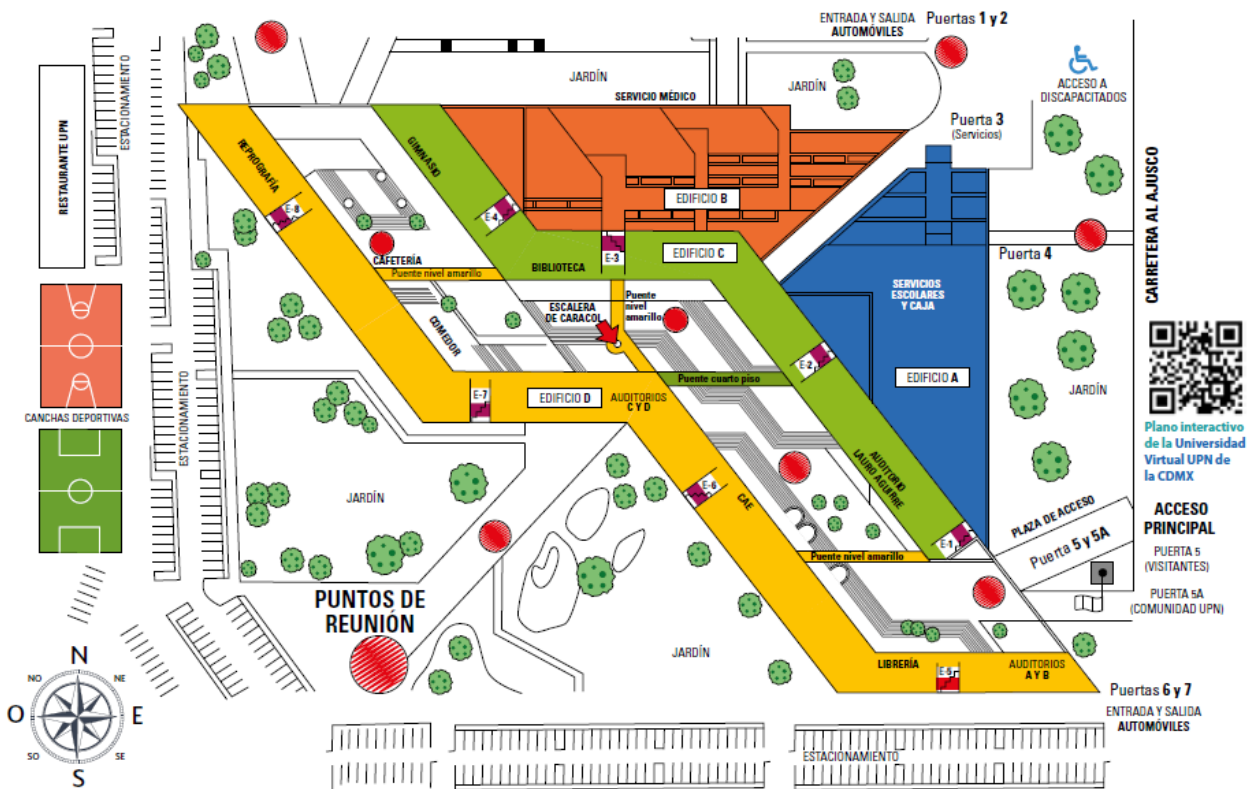 ENTRADA Y SALIDA
AUTOMÓVILES
Puertas 1 y 2
ACCESO A
DISCAPACITADOS
JARDÍN
JARDÍN
SERVICIO MÉDICO
Puerta 3
(Servicios)
ESTACIONAMIENTO
RESTAURANTE UPN
REPROGRAFÍA
GIMNASIO
E-8
E-4
EDIFICIO B
E-3
EDIFICIO C
BIBLIOTECA
CAFETERÍA
Puente nivel amarillo
Puerta 4
CARRETERA AL AJUSCO
SERVICIOS
ESCOLARES
Y CAJA
ESCALERA
DE CARACOL
Puente
nivel
amarillo
COMEDOR
E-2
Puente cuarto piso
EDIFICIO A
JARDÍN
CANCHAS DEPORTIVAS
ESTACIONAMIENTO
E-7
EDIFICIO D
AUDITORIOS
C Y D
Plano interactivo
de la Universidad
Virtual UPN de
la CDMX
JARDÍN
E-6
CAE
AUDITORIO
LAURO AGUIRRE
E-1
PLAZA DE ACCESO
Puerta 5 y 5A
ACCESO
PRINCIPAL
PUERTA 5
(VISITANTES)
PUERTA 5A
(COMUNIDAD UPN)
Puente nivel amarillo
PUNTOS DE
REUNIÓN
JARDÍN
LIBRERÍA
E-5
AUDITORIOS
A Y B
Puertas 6 y 7
ENTRADA Y SALIDA
AUTOMÓVILES
ESTACIONAMIENTO
N
NO
NE
O
E
SO
SE
S